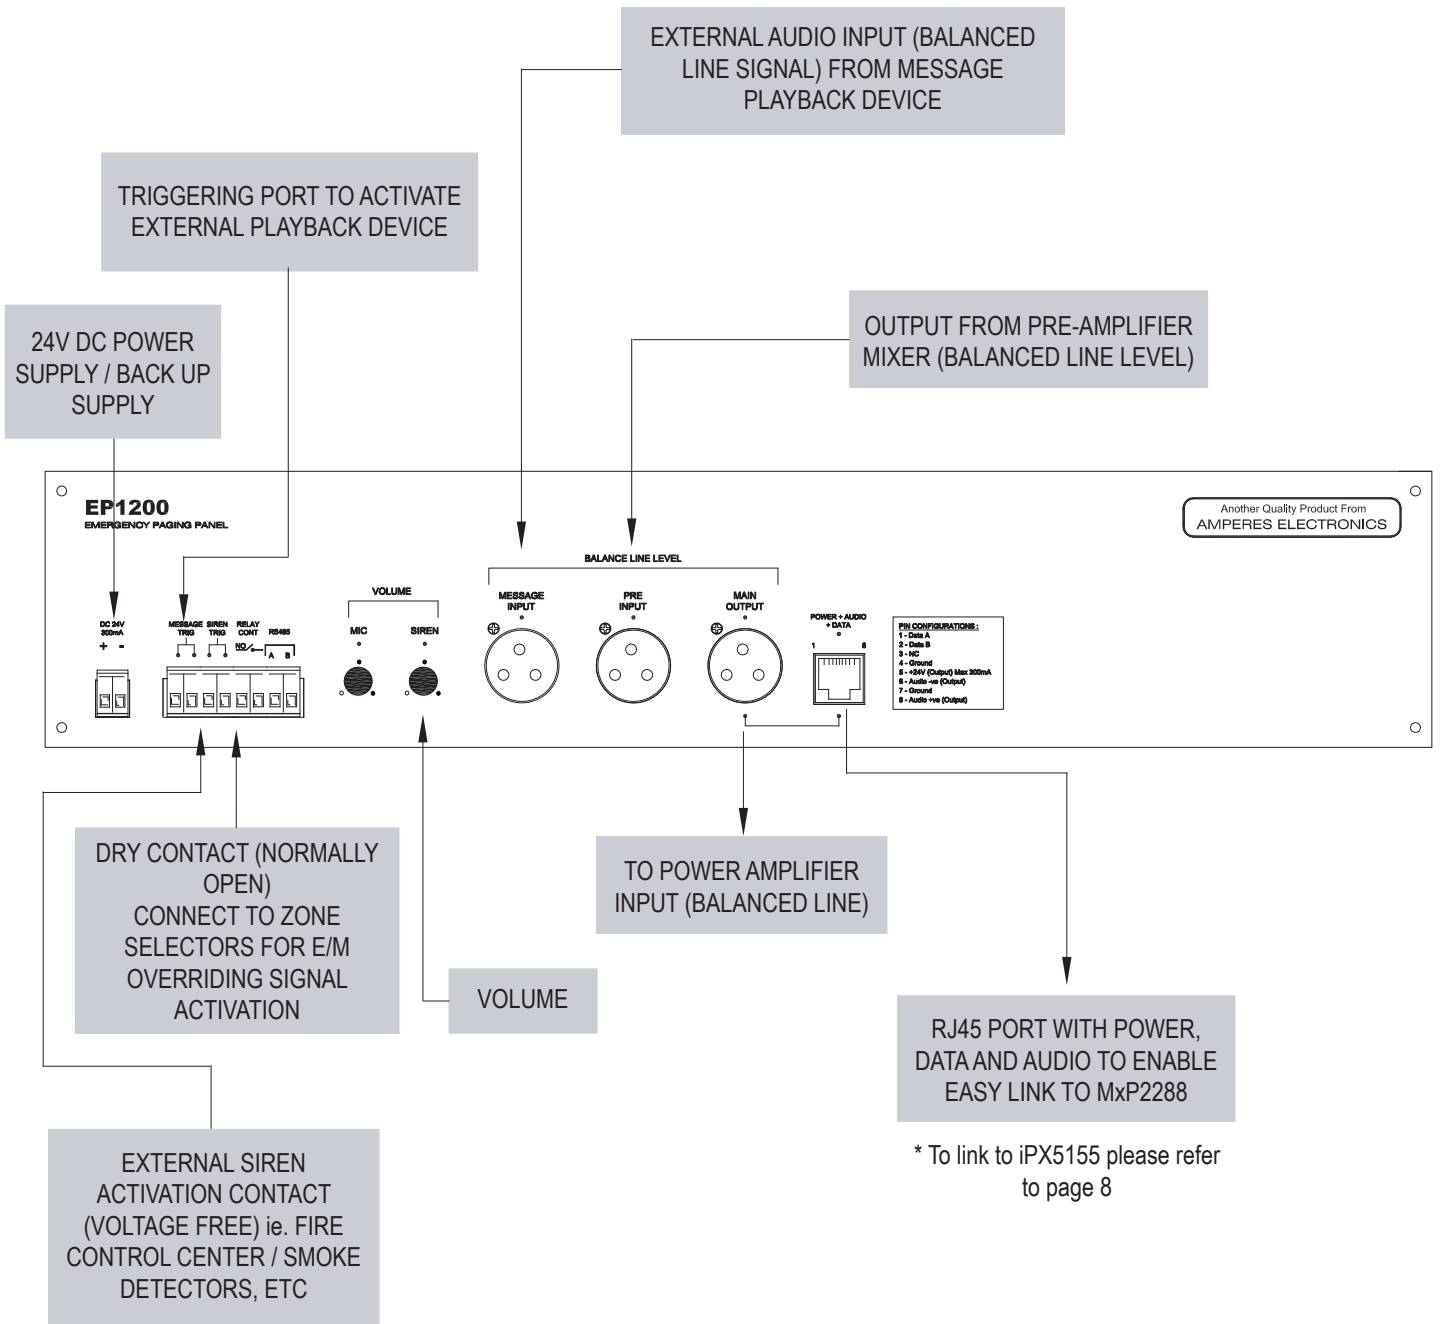 EXTERNAL AUDIO INPUT (BALANCED
LINE SIGNAL) FROM MESSAGE
PLAYBACK DEVICE
TRIGGERING PORT TO ACTIVATE
EXTERNAL PLAYBACK DEVICE
24V DC POWER
SUPPLY / BACK UP
SUPPLY
OUTPUT FROM PRE-AMPLIFIER
MIXER (BALANCED LINE LEVEL)
EP1200
EMERGENCY PAGING PANEL
Another Quality Product From
AMPERES ELECTRONICS
BALANCE LINE LEVEL
VOLUME
MESSAGE
INPUT
PRE
INPUT
MAIN
OUTPUT
DC 24V
300mA
+ -
MESSAGE
TRIG
SIREN
TRIG
RELAY
CONT
NO
RS485
A B
MIC
SIREN
POWER + AUDIO
+ DATA
1 8
PIN CONFIGURATIONS :
1 - Data A
2 - Data B
3 - NC
4 - Ground
5 - +24V (Output) Max 300mA
6 - Audio -ve (Output)
7 - Ground
8 - Audio +ve (Output)
DRY CONTACT (NORMALLY
OPEN)
CONNECT TO ZONE
SELECTORS FOR E/M
OVERRIDING SIGNAL
ACTIVATION
VOLUME
TO POWER AMPLIFIER
INPUT (BALANCED LINE)
RJ45 PORT WITH POWER,
DATA AND AUDIO TO ENABLE
EASY LINK TO MxP2288
* To link to iPX5155 please refer
to page 8
EXTERNAL SIREN
ACTIVATION CONTACT
(VOLTAGE FREE) ie. FIRE
CONTROL CENTER / SMOKE
DETECTORS, ETC